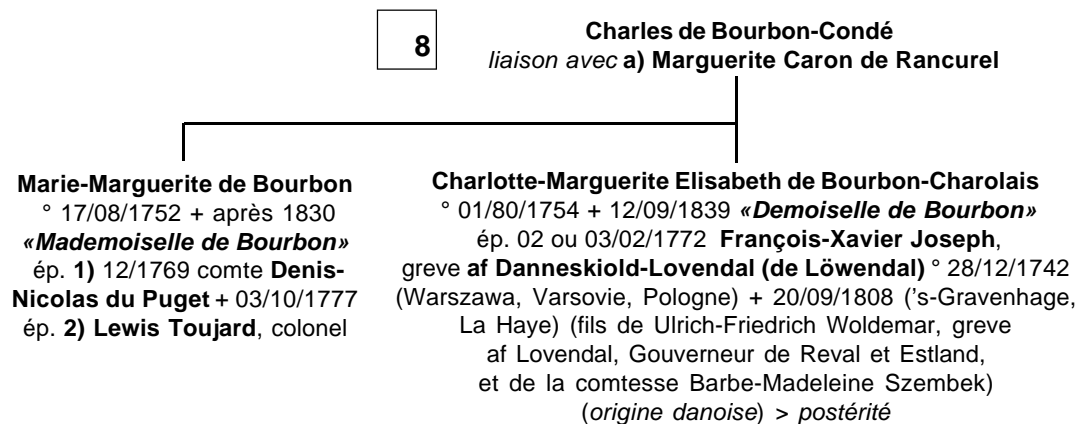 8
Charles de Bourbon-Condé
liaison avec a) Marguerite Caron de Rancurel
Marie-Marguerite de Bourbon
° 17/08/1752 + après 1830
«Mademoiselle de Bourbon»
ép. 1) 12/1769 comte Denis-
Nicolas du Puget + 03/10/1777
ép. 2) Lewis Toujard, colonel
Charlotte-Marguerite Elisabeth de Bourbon-Charolais
° 01/80/1754 + 12/09/1839 «Demoiselle de Bourbon»
ép. 02 ou 03/02/1772 François-Xavier Joseph,
greve af Danneskiold-Lovendal (de Löwendal) ° 28/12/1742
(Warszawa, Varsovie, Pologne) + 20/09/1808 ('s-Gravenhage,
La Haye) (fils de Ulrich-Friedrich Woldemar, greve
af Lovendal, Gouverneur de Reval et Estland,
et de la comtesse Barbe-Madeleine Szembek)
(origine danoise) > postérité